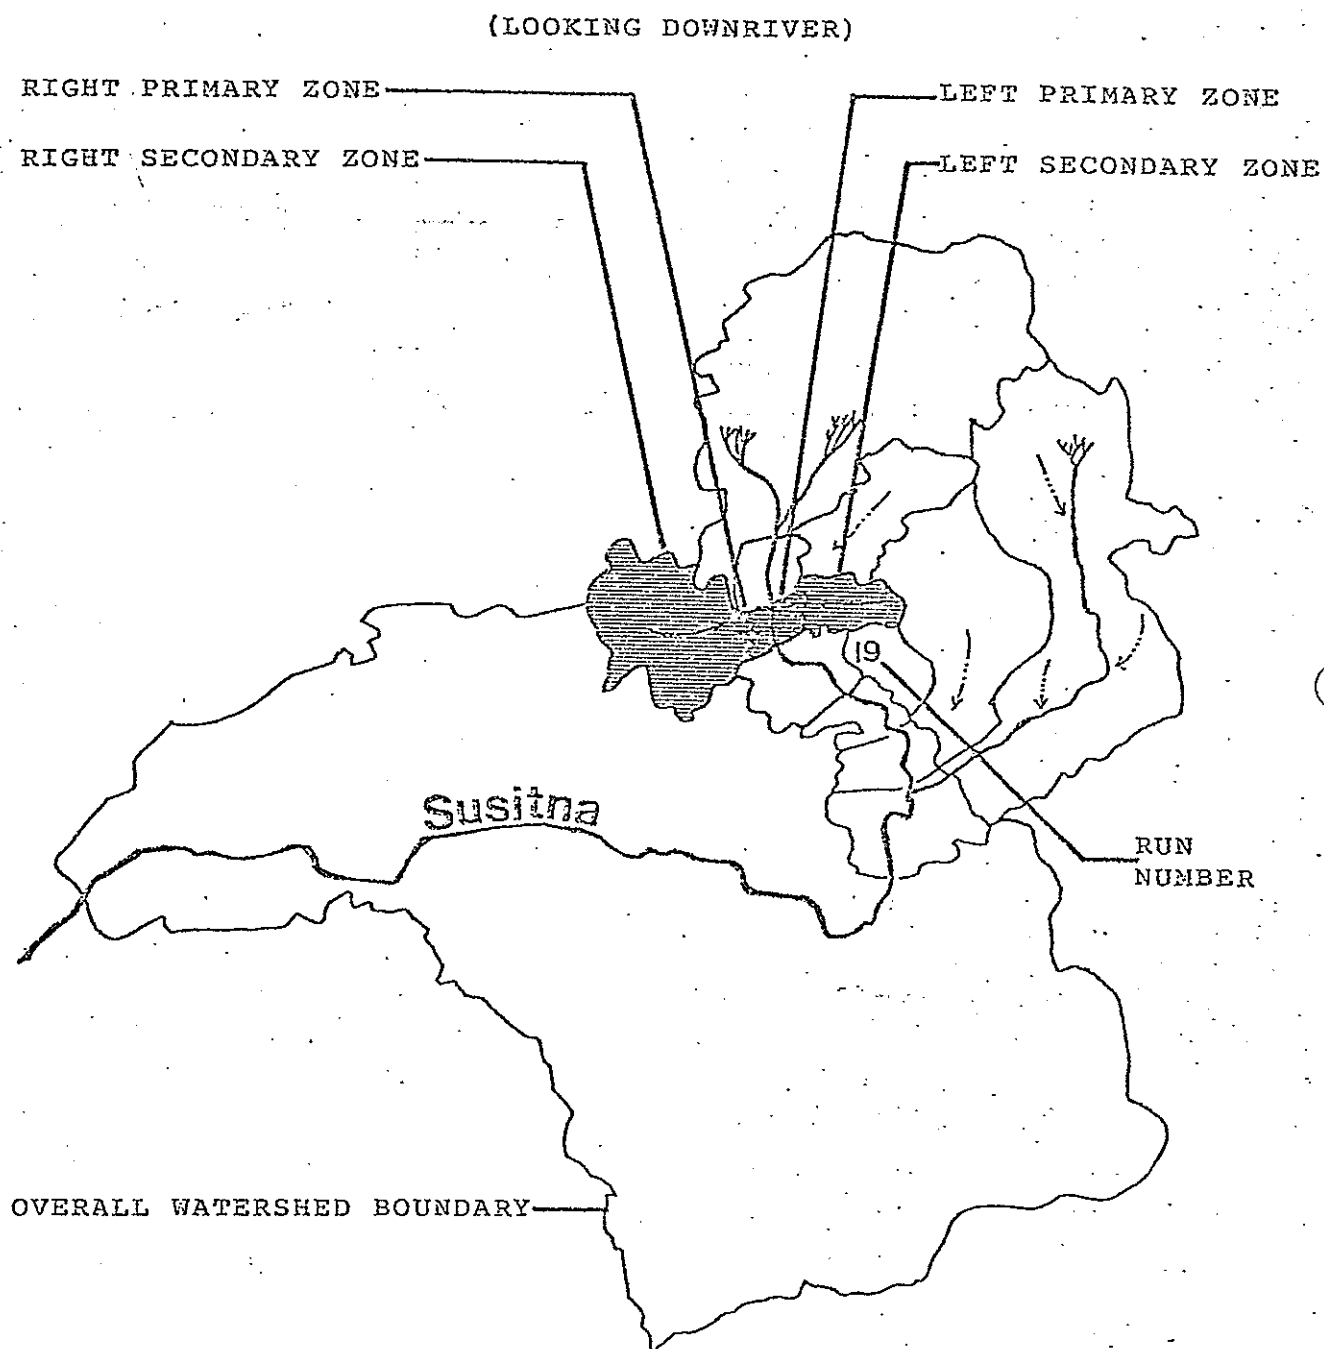 (LOOKING DOWNRIVER)
RIGHT PRIMARY ZONE
LEFT PRIMARY ZONE
RIGHT SECONDARY ZONE
LEFT SECONDARY ZONE
19
Susitna
RUN
NUMBER
OVERALL WATERSHED BOUNDARY